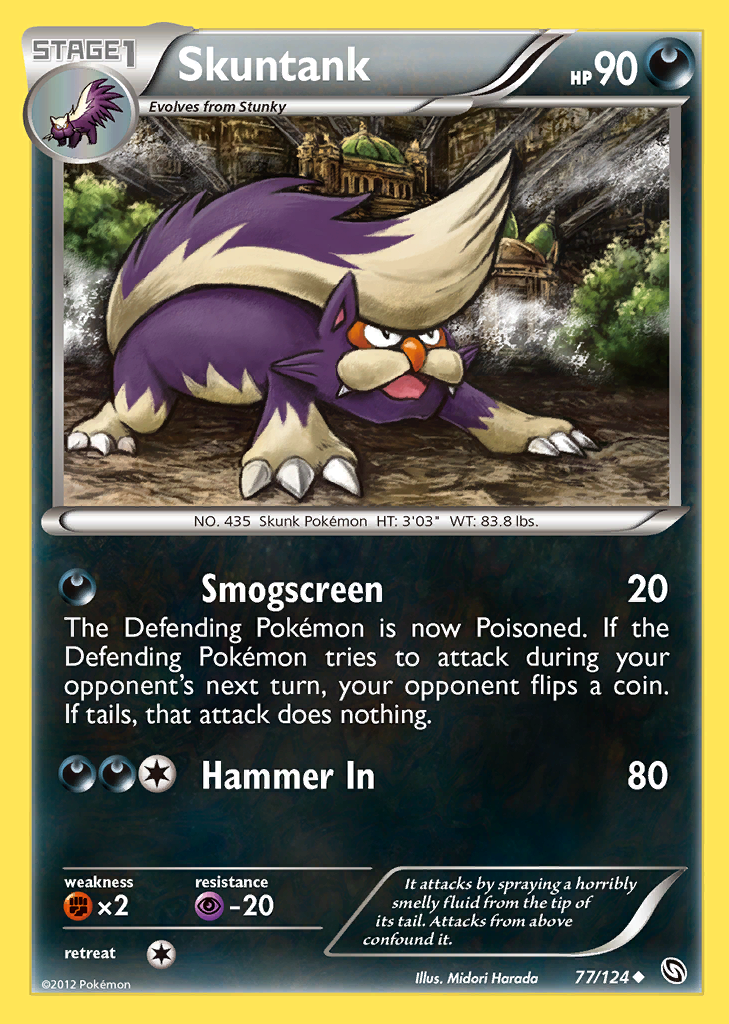 STAGE1
Skuntank
HP 90
Evolves from Stunky
NO. 435 Skunk Pokémon HT: 3'03" WT: 83.8 lbs.
Smogscreen 20
The Defending Pokémon is now Poisoned. If the
Defending Pokémon tries to attack during your
opponent's next turn, your opponent flips a coin.
If tails, that attack does nothing.
Hammer In 80
weakness
×2
resistance
-20
retreat
It attacks by spraying a horribly
smelly fluid from the tip of
its tail. Attacks from above
confound it.
©2012 Pokémon
Illus. Midori Harada
77/124